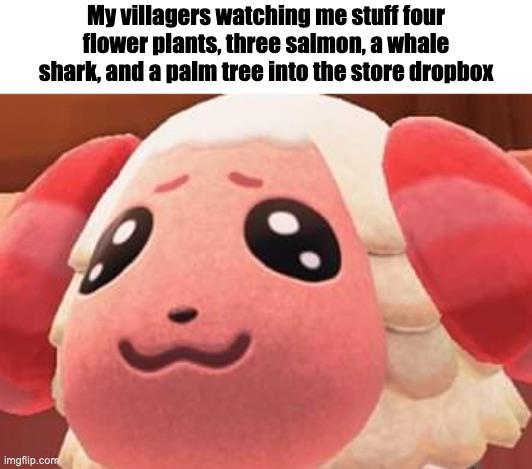 My villagers watching me stuff four
flower plants, three salmon, a whale
shark, and a palm tree into the store dropbox
imgflip.com